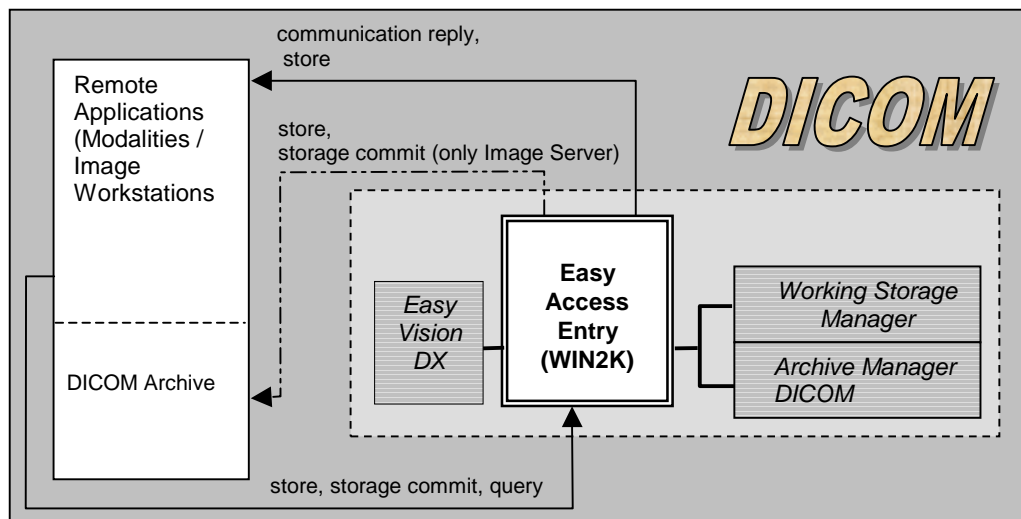 communication reply,
store
Remote
Applications
(Modalities /
Image
Workstations
store,
storage commit (only Image Server)
DICOM
Easy
Access
Entry
(WIN2K)
Easy
Vision
DX
Working Storage
Manager
Archive Manager
DICOM
DICOM Archive
store, storage commit, query